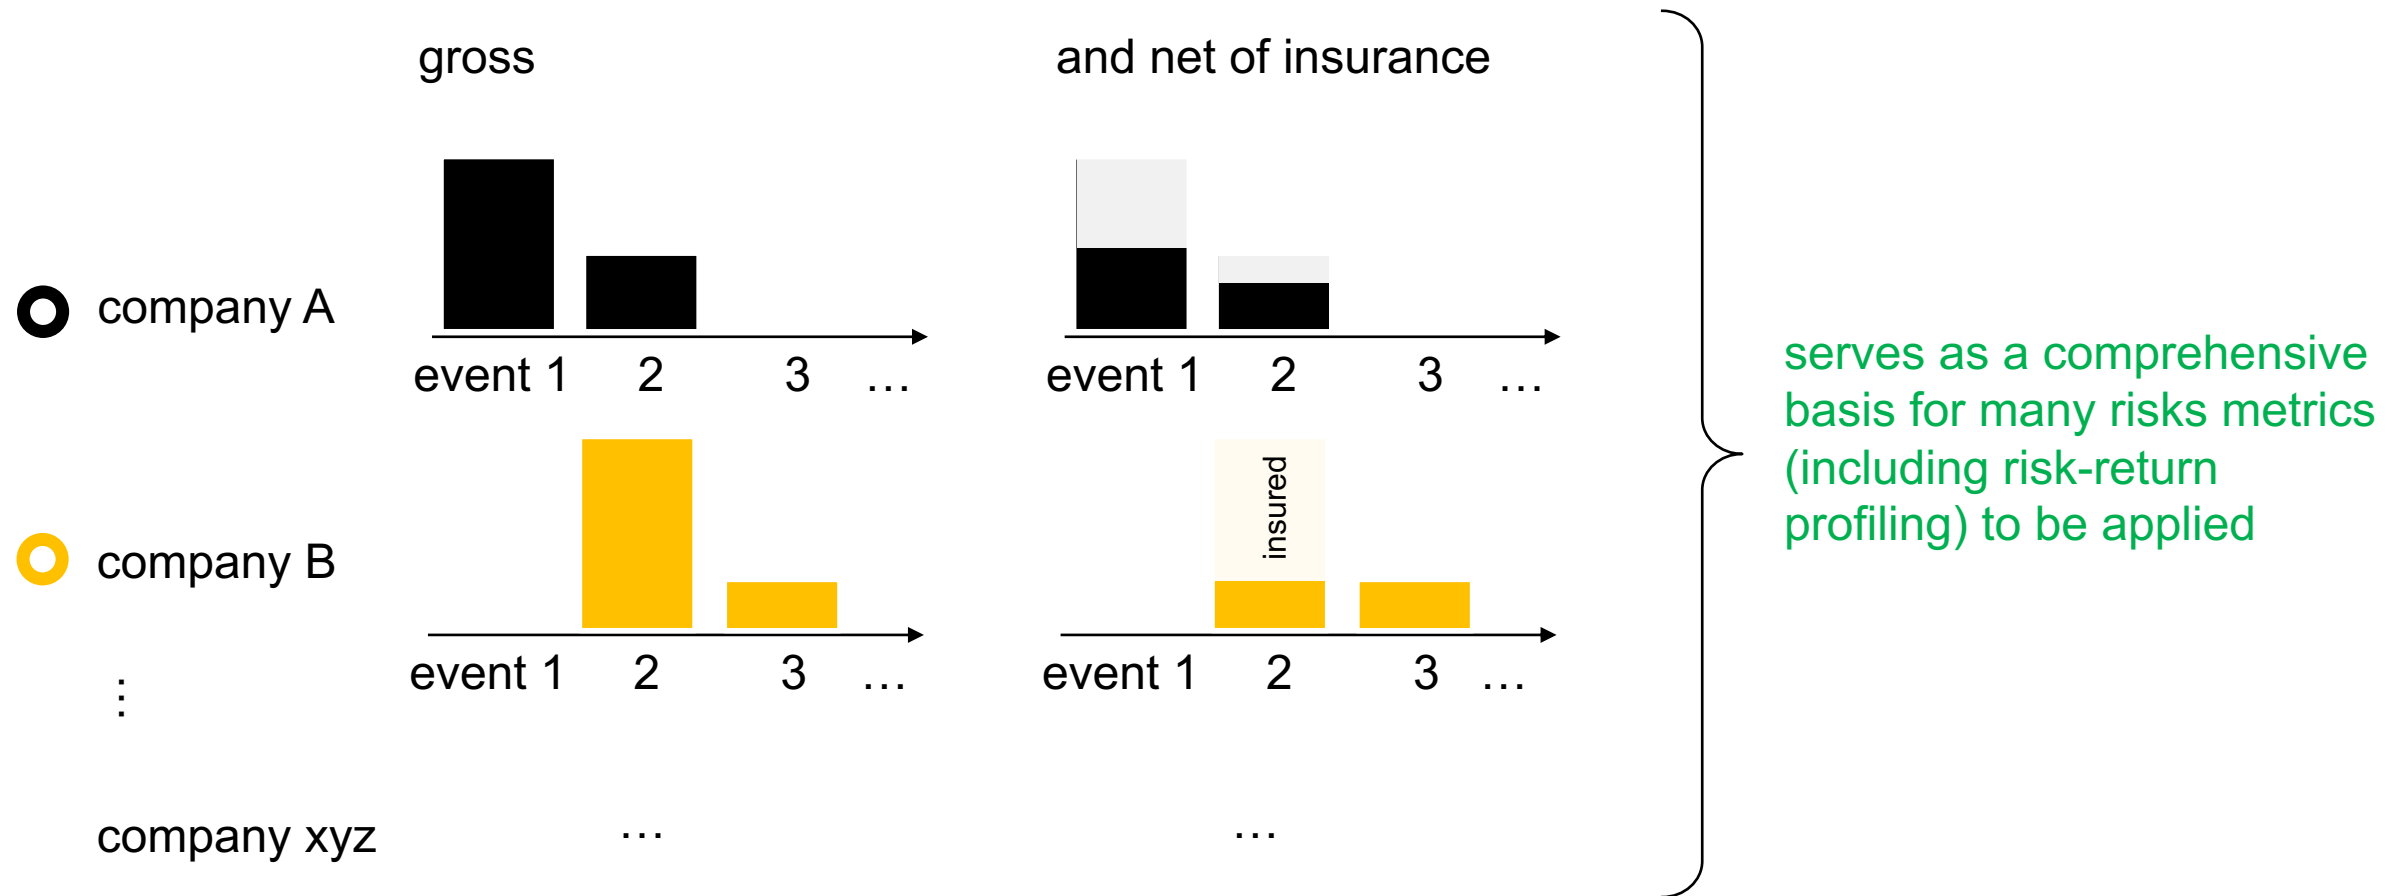 gross
and net of insurance
company A
event 1 2 3 …
event 1 2 3 …
company B
insured
event 1 2 3 …
event 1 2 3 …
⋮
company xyz
…
…
serves as a comprehensive
basis for many risks metrics
(including risk-return
profiling) to be applied